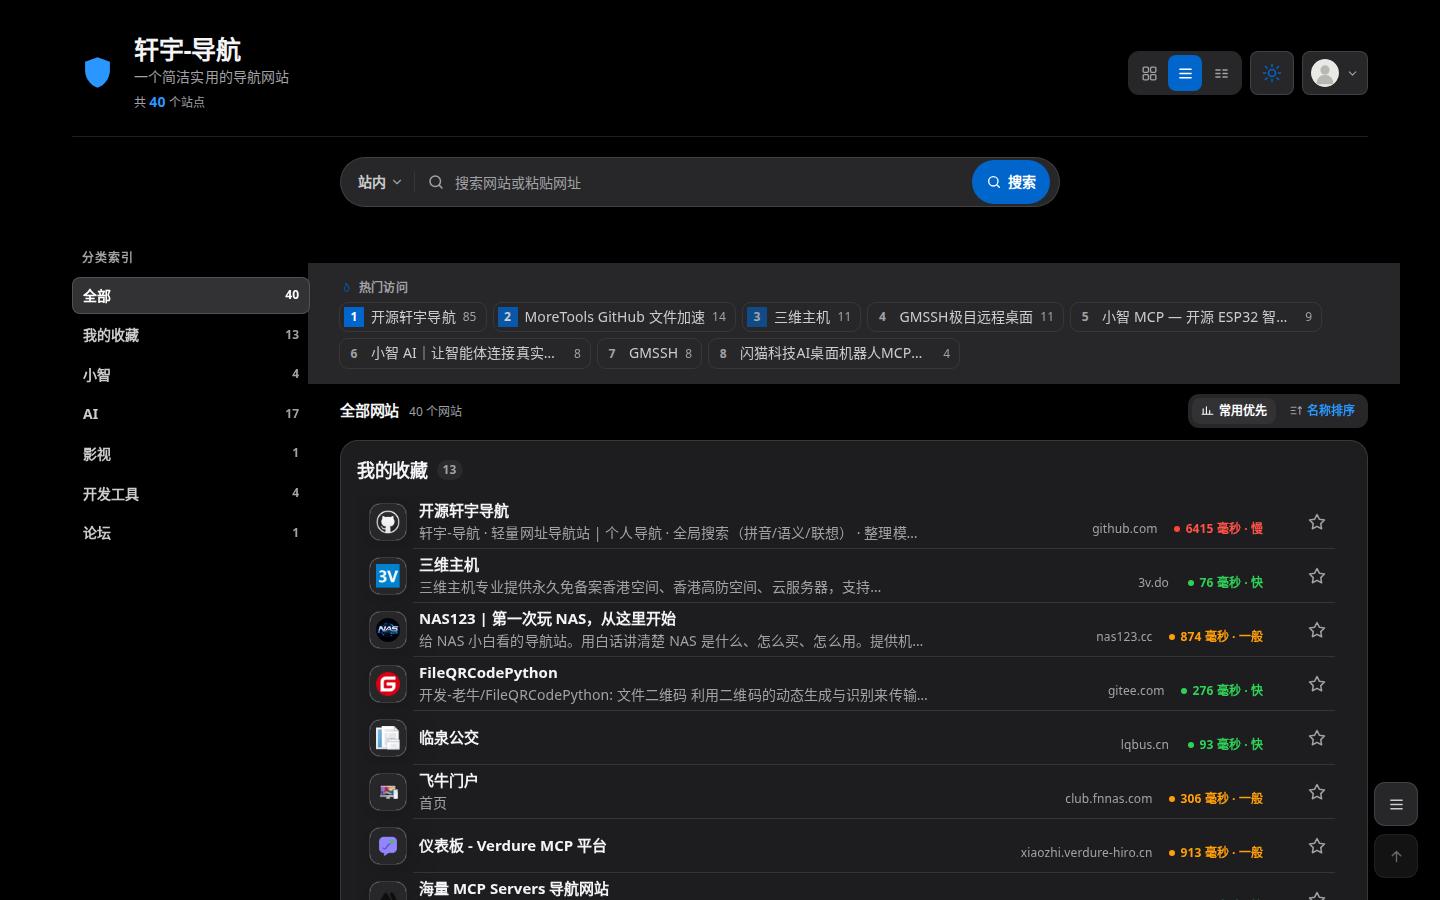 轩宇-导航
一个简洁实用的导航网站
共 40 个站点
站内
搜索网站或粘贴网址
搜索
分类索引
全部 40
我的收藏 13
小智 4
AI 17
影视 1
开发工具 4
论坛 1
热门访问
1 开源轩宇导航 85
2 MoreTools GitHub 文件加速 14
3 三维主机 11
4 GMSSH极目远程桌面 11
5 小智 MCP — 开源 ESP32 智... 9
6 小智 AI｜让智能体连接真实... 8
7 GMSSH 8
8 闪猫科技AI桌面机器人MCP... 4
全部网站 40 个网站
常用优先
名称排序
我的收藏 13
开源轩宇导航
轩宇-导航 · 轻量网址导航站 | 个人导航 · 全局搜索（拼音/语义/联想） · 整理模...
github.com 6415 毫秒 · 慢
3V
三维主机
三维主机专业提供永久免备案香港空间、香港高防空间、云服务器，支持...
3v.do 76 毫秒 · 快
NAS
NAS123 | 第一次玩 NAS，从这里开始
给 NAS 小白看的导航站。用白话讲清楚 NAS 是什么、怎么买、怎么用。提供机...
nas123.cc 874 毫秒 · 一般
G
FileQRCodePython
开发-老牛/FileQRCodePython: 文件二维码 利用二维码的动态生成与识别来传输...
gitee.com 276 毫秒 · 快
临泉公交
lqbus.cn 93 毫秒 · 快
飞牛门户
首页
club.fnnas.com 306 毫秒 · 一般
仪表板 - Verdure MCP 平台
xiaozhi.verdure-hiro.cn 913 毫秒 · 一般
海量 MCP Servers 导航网站